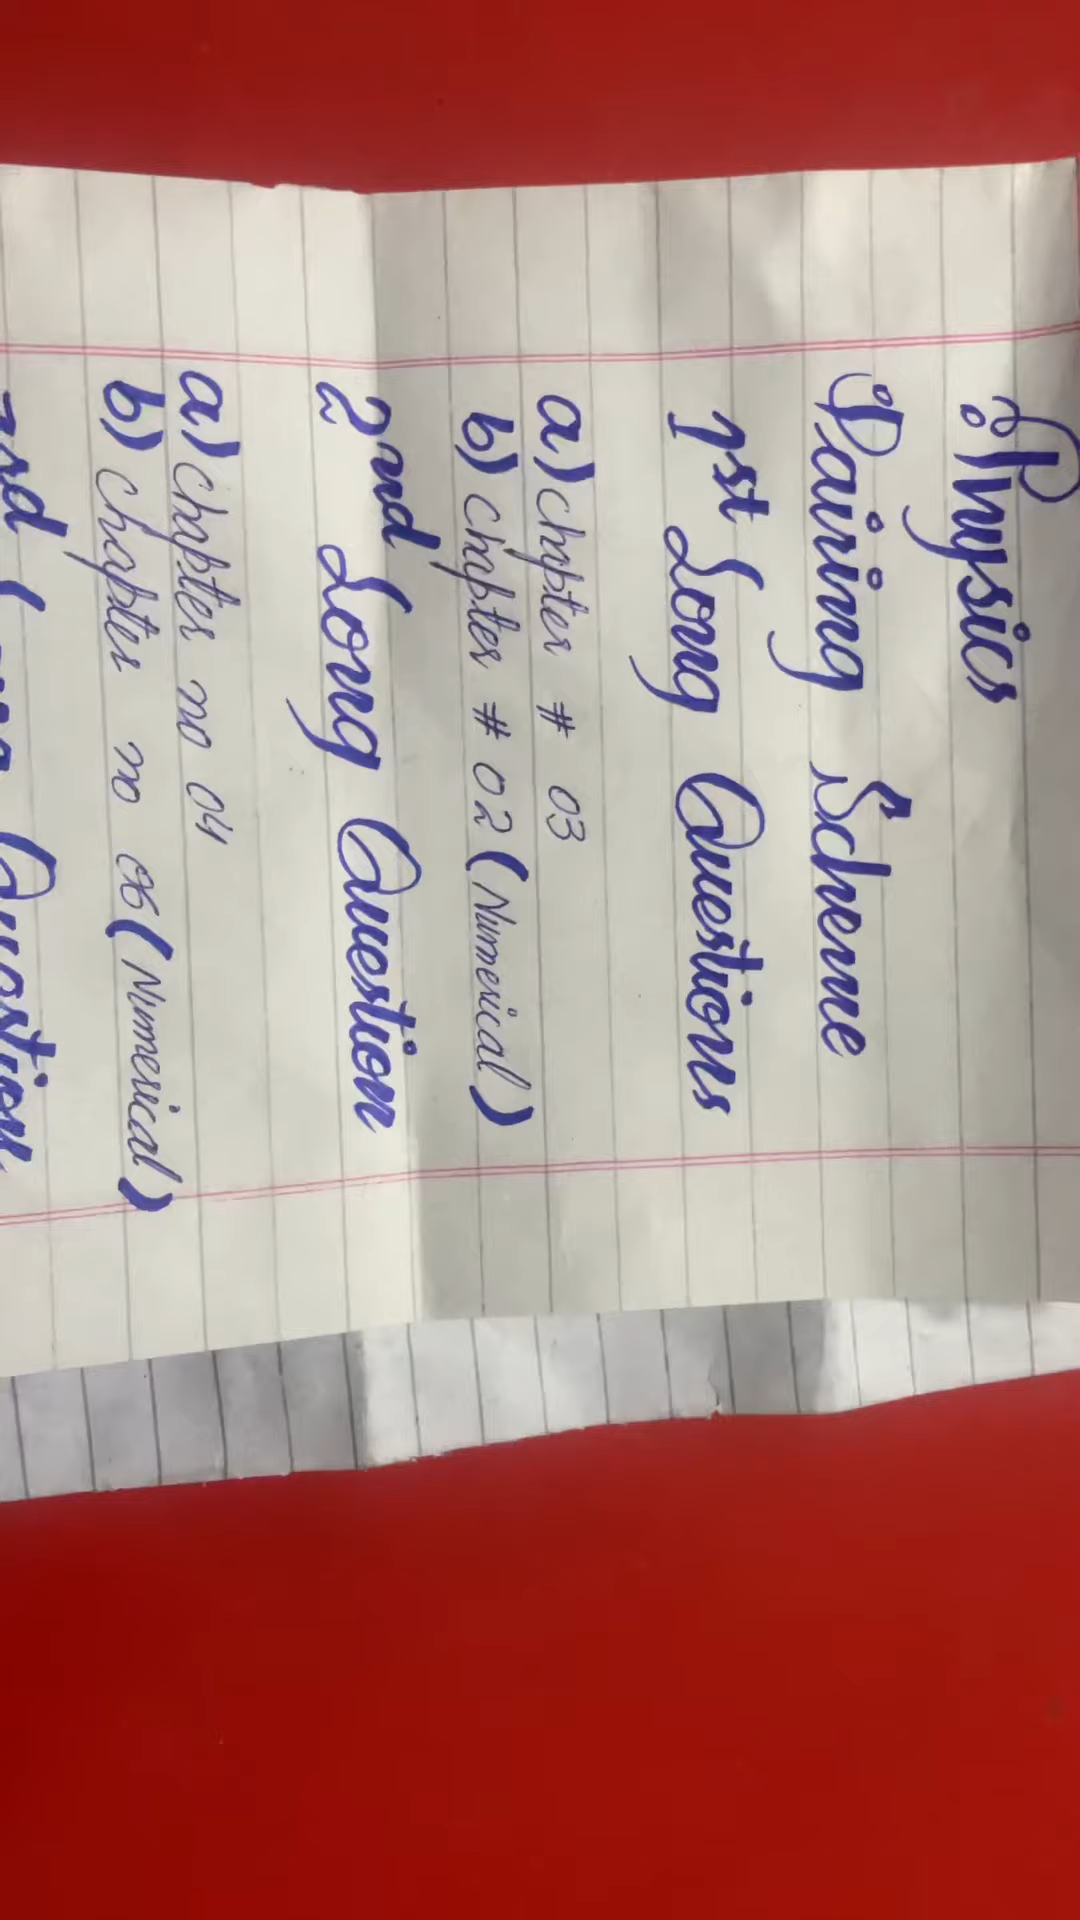 Physics
Pairing Scheme
1st Long Questions
a) Chapter # 03
b) Chapter # 02 (Numerical)
2nd Long Question
a) Chapter no 04
b) Chapter no 06 (Numerical)
Question